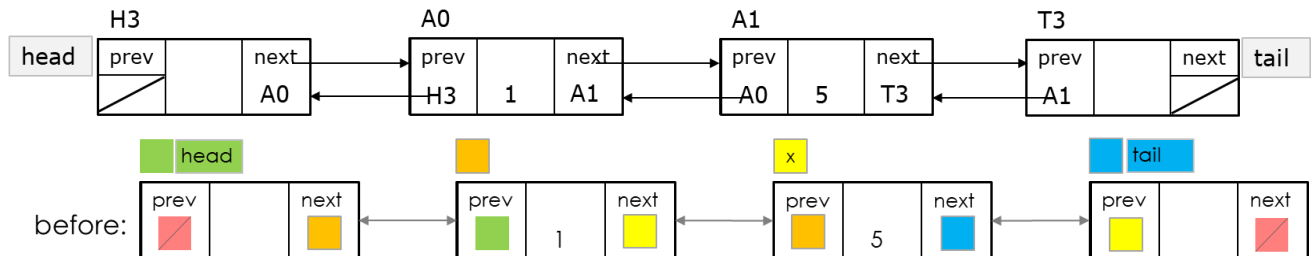 H3 A0 A1 T3
head prev next prev next prev next prev next tail
A0 H3 1 A1 A0 5 T3 A1
head x tail
prev next prev next prev next prev next
before: 1 5